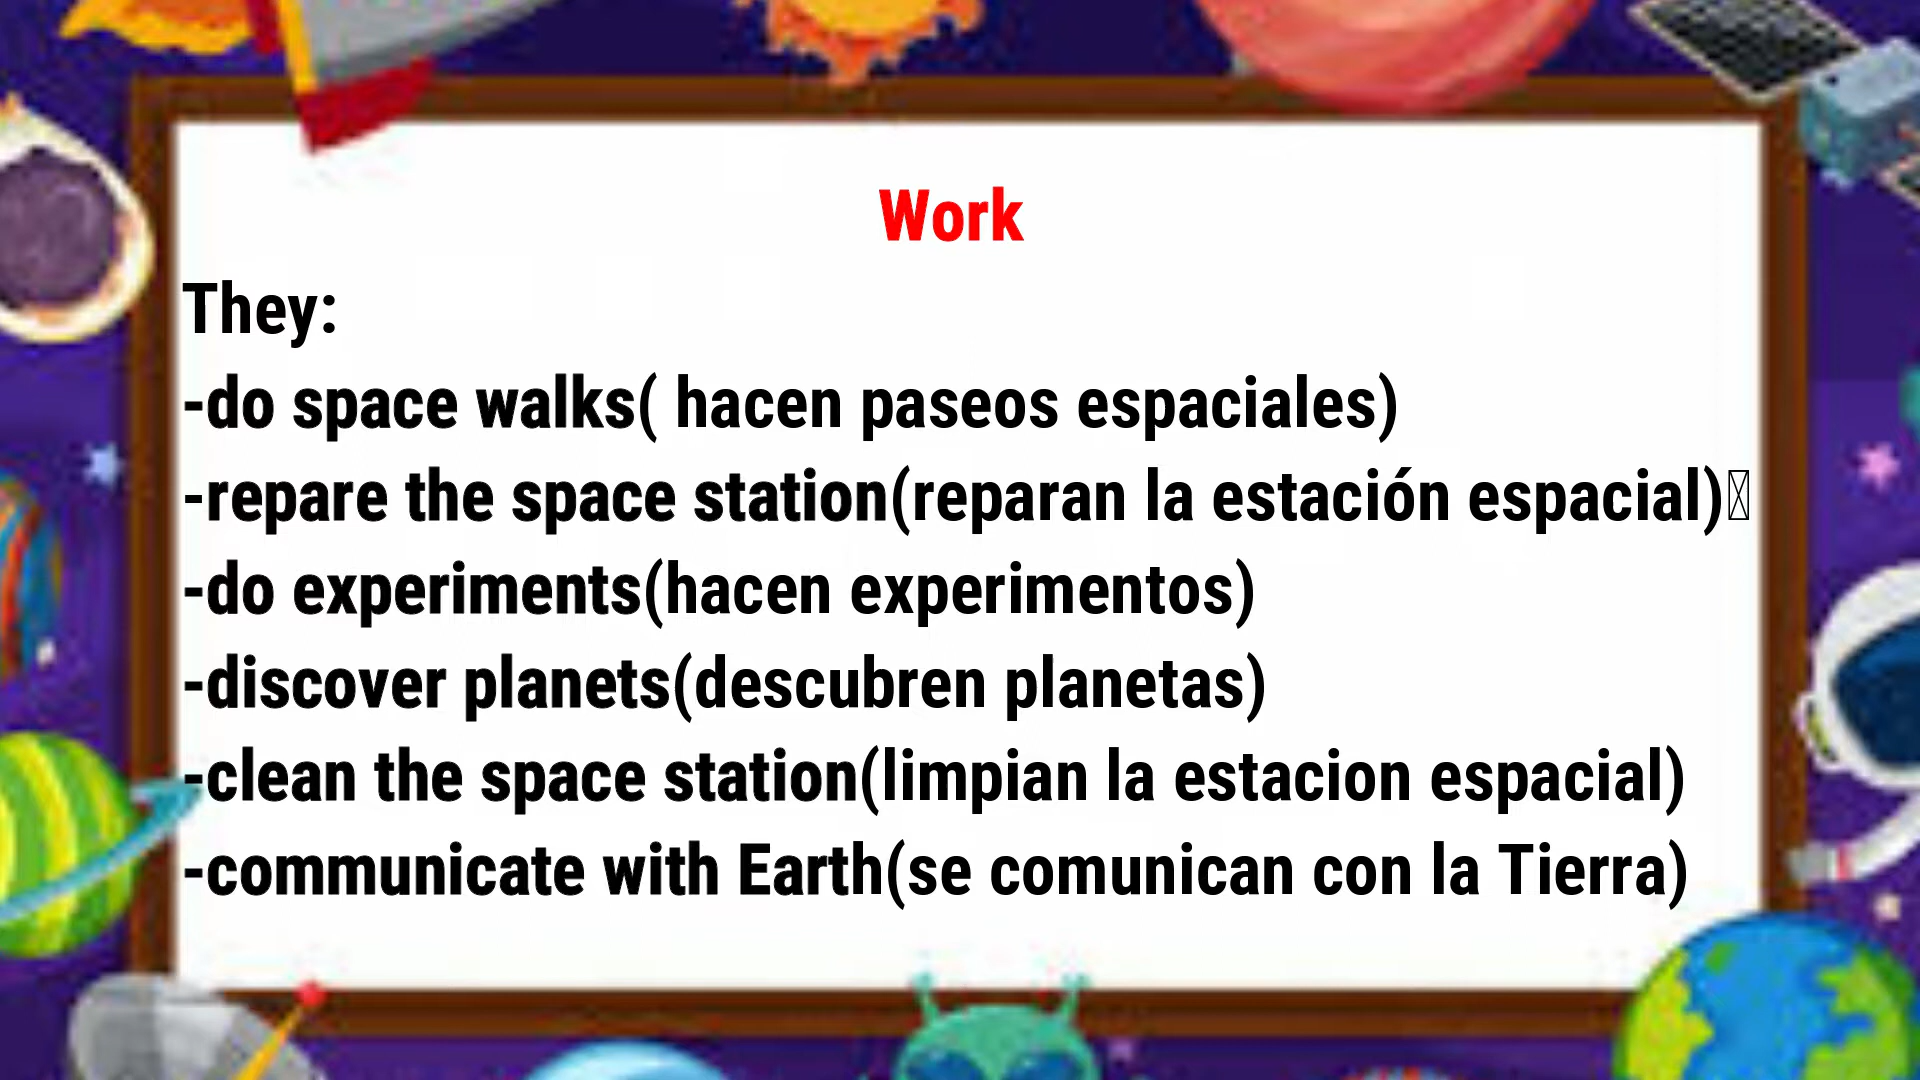 Work
They:
-do space walks( hacen paseos espaciales)
-repare the space station(reparan la estación espacial)
-do experiments(hacen experimentos)
-discover planets(descubren planetas)
-clean the space station(limpian la estacion espacial)
-communicate with Earth(se comunican con la Tierra)